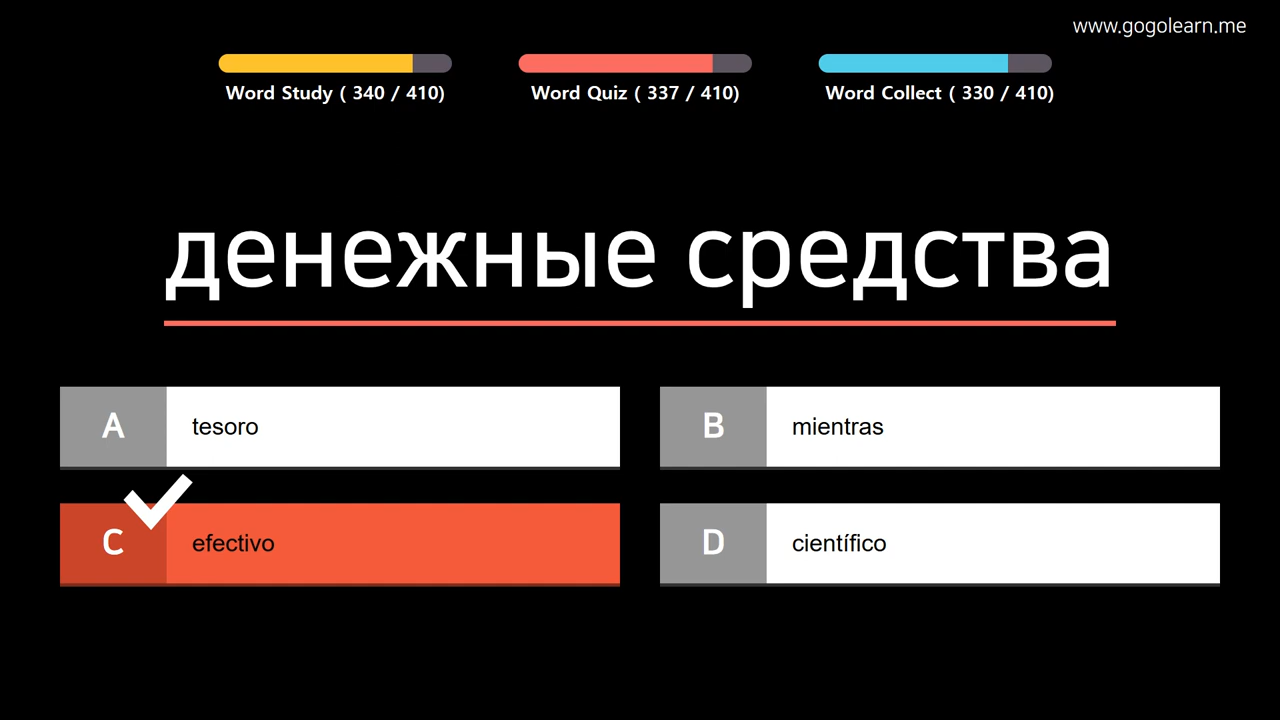 www.gogolearn.me
Word Study ( 340 / 410)
Word Quiz ( 337 / 410)
Word Collect ( 330 / 410)
денежные средства
A tesoro
B mientras
C efectivo
D científico